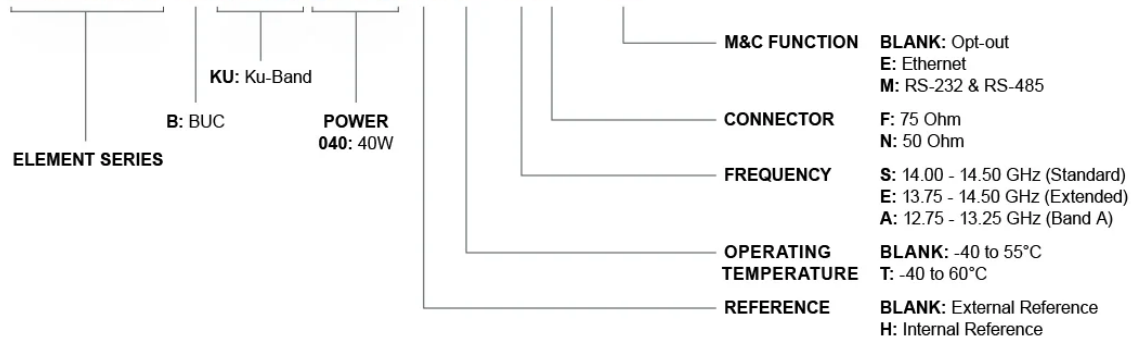 M&C FUNCTION BLANK: Opt-out
E: Ethernet
M: RS-232 & RS-485
KU: Ku-Band
B: BUC
POWER
040: 40W
ELEMENT SERIES
CONNECTOR F: 75 Ohm
N: 50 Ohm
FREQUENCY S: 14.00 - 14.50 GHz (Standard)
E: 13.75 - 14.50 GHz (Extended)
A: 12.75 - 13.25 GHz (Band A)
OPERATING TEMPERATURE BLANK: -40 to 55°C
T: -40 to 60°C
REFERENCE BLANK: External Reference
H: Internal Reference